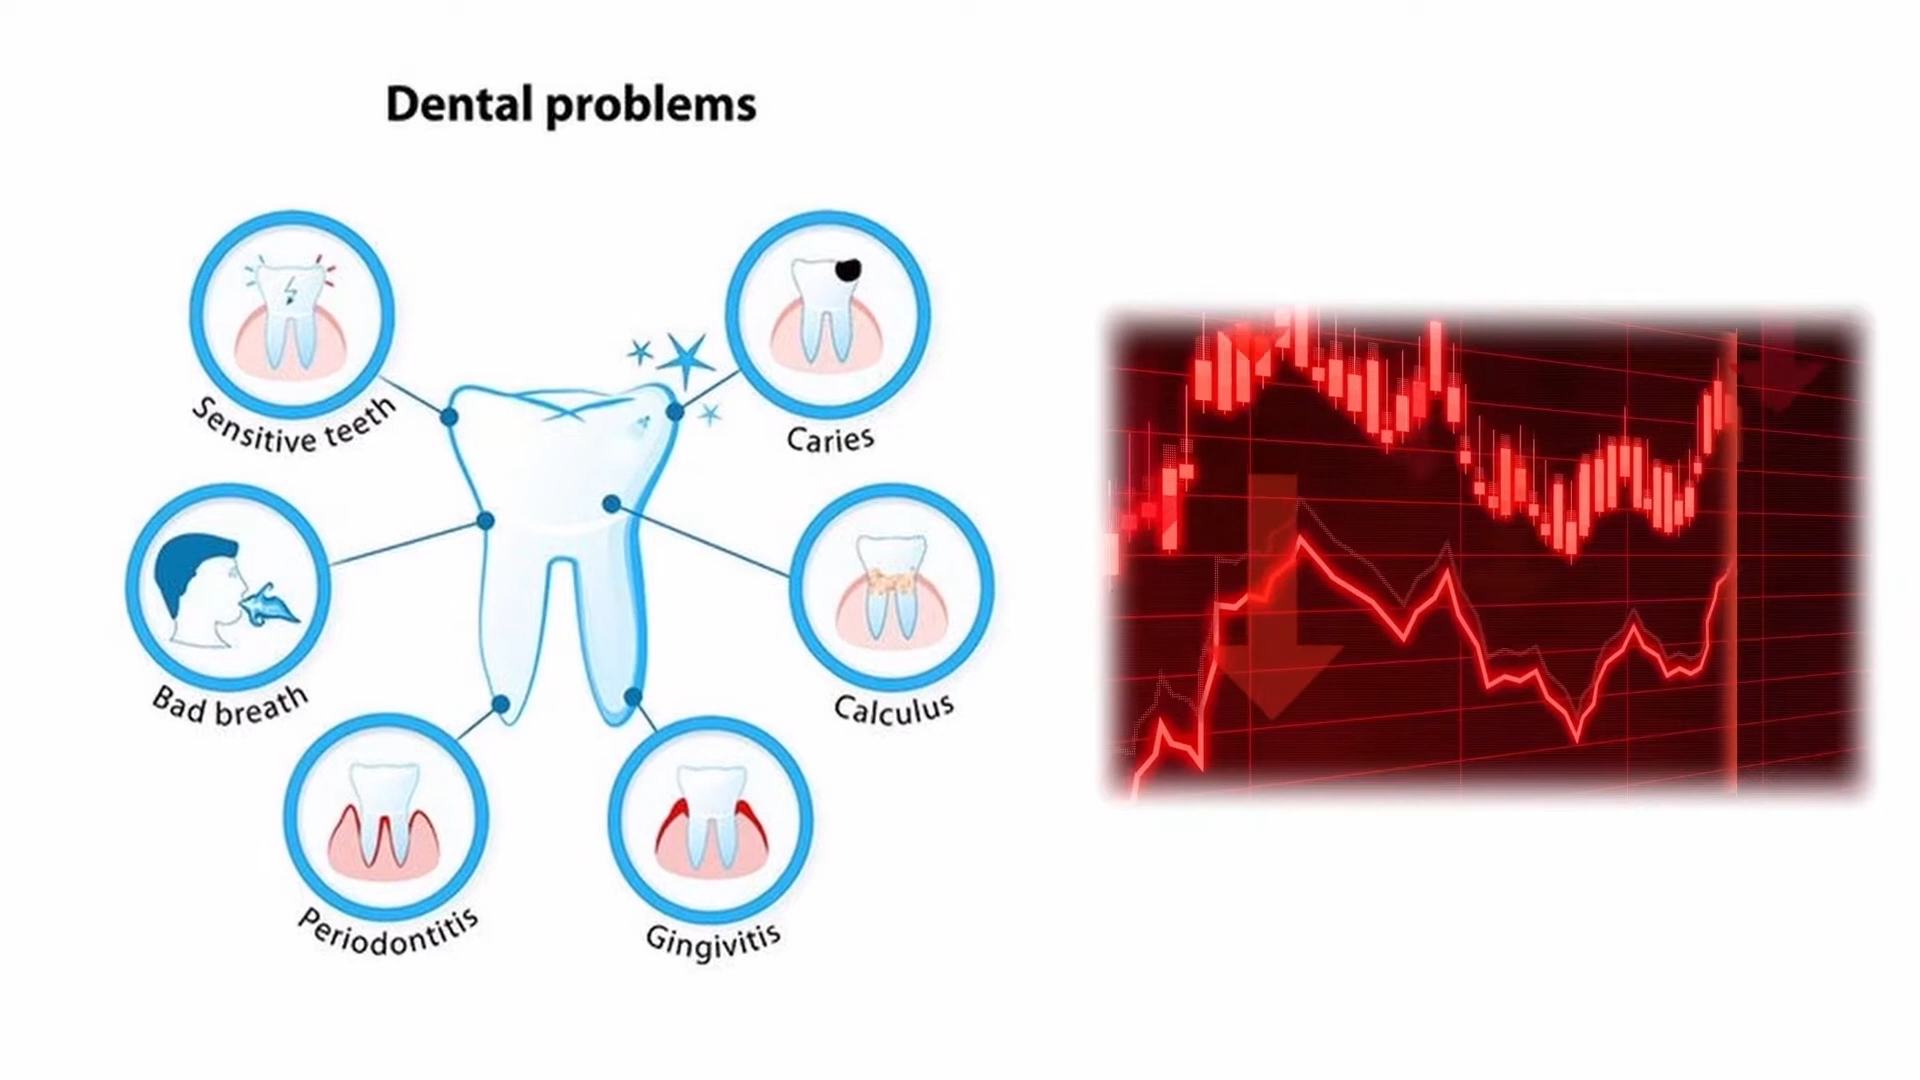 Dental problems
Sensitive teeth
Caries
Bad breath
Calculus
Periodontitis
Gingivitis